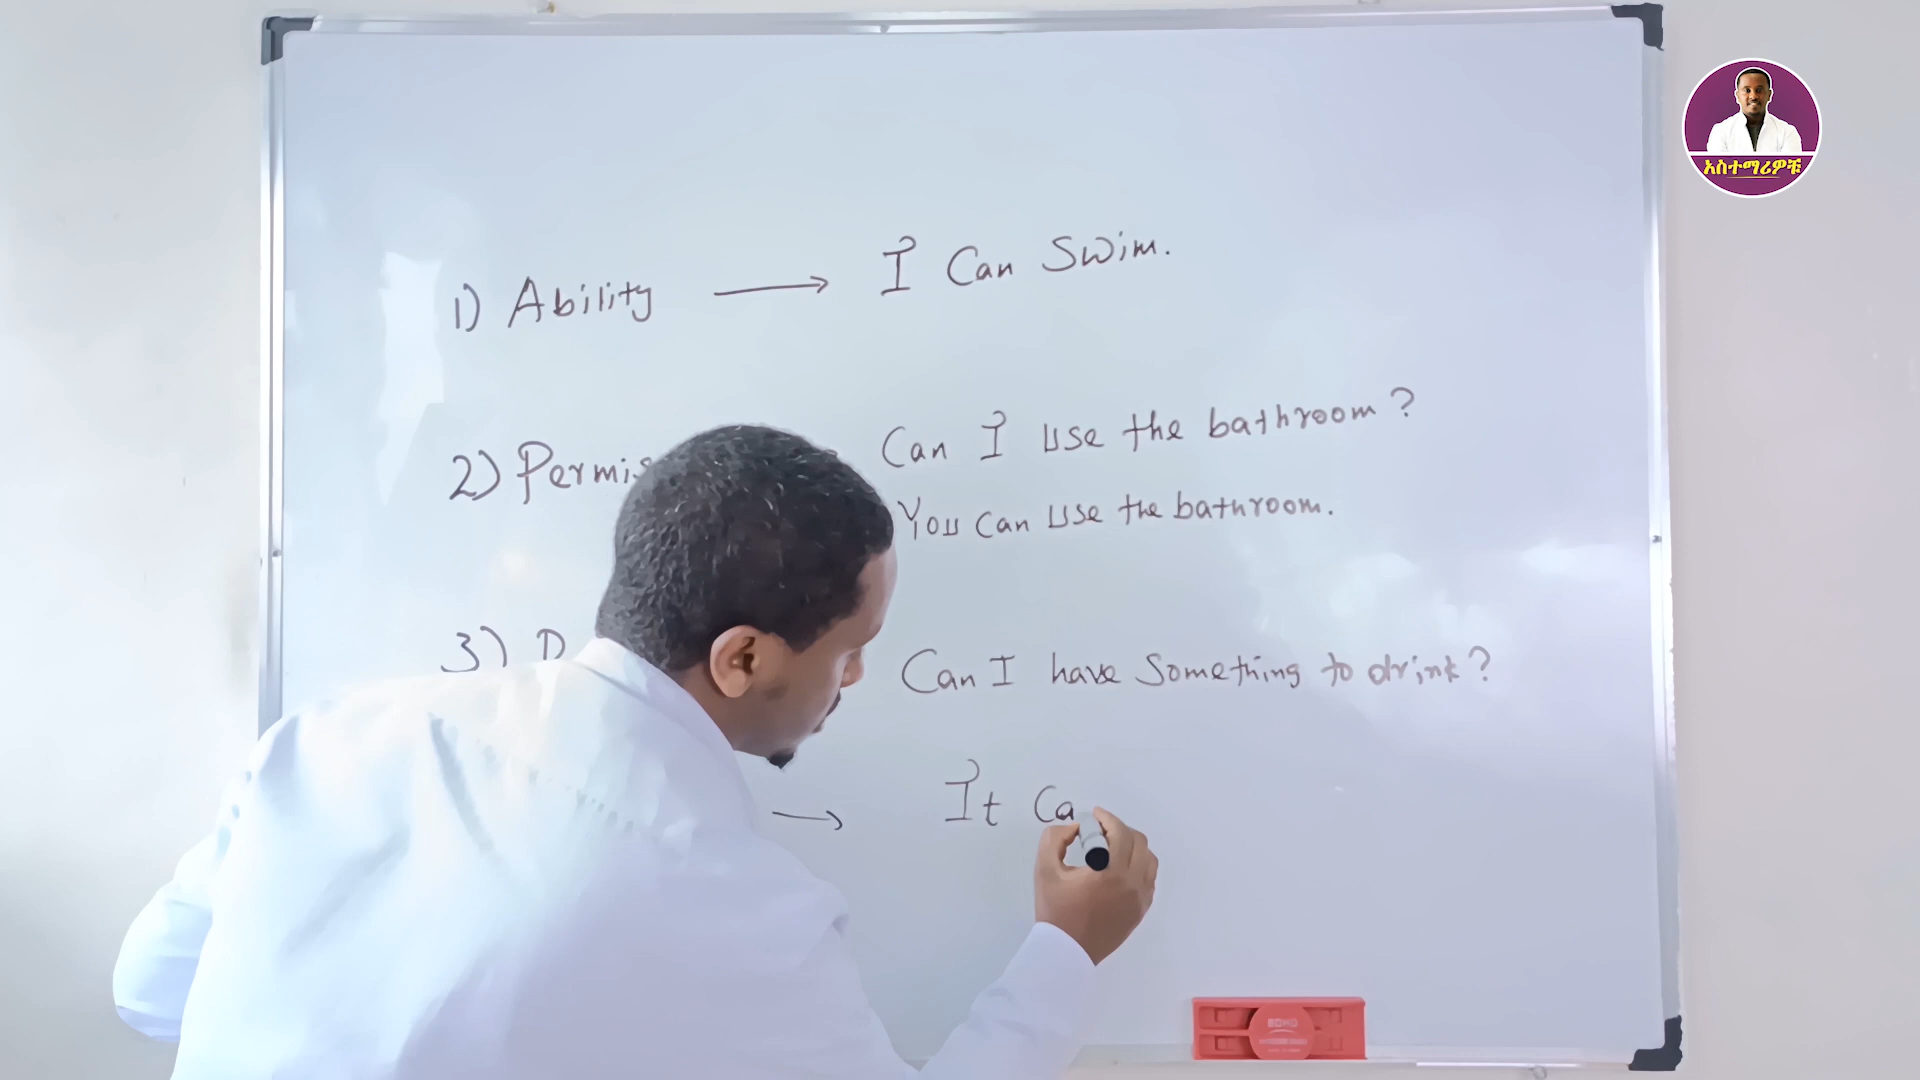 1) Ability → I Can Swim.
2) Permis Can I use the bathroom?
You can use the bathroom.
3) Can I have Something to drink?
→ It Ca
አስተማሪዎቹ